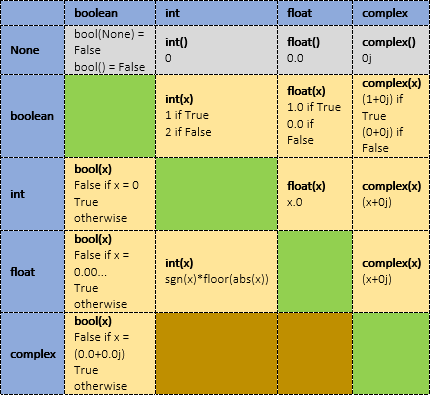 boolean int float complex
None
bool(None) =
False
bool() = False
int()
0
float()
0.0
complex()
0j
boolean
int(x)
1 if True
2 if False
float(x)
1.0 if True
0.0 if
False
complex(x)
(1+0j) if
True
(0+0j) if
False
int
bool(x)
False if x = 0
True
otherwise
float(x)
x.0
complex(x)
(x+0j)
float
bool(x)
False if x =
0.00...
True
otherwise
int(x)
sgn(x)*floor(abs(x))
complex(x)
(x+0j)
complex
bool(x)
False if x =
(0.0+0.0j)
True
otherwise